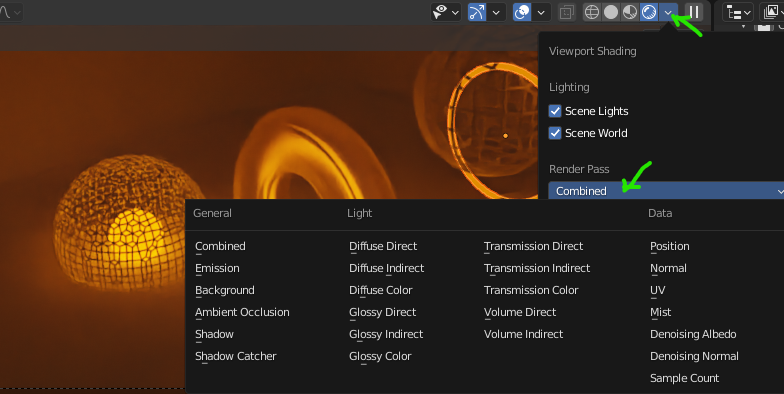 Viewport Shading
Lighting
Scene Lights
Scene World
Render Pass
Combined
General Light Data
Combined Diffuse Direct Transmission Direct Position
Emission Diffuse Indirect Transmission Indirect Normal
Background Diffuse Color Transmission Color UV
Ambient Occlusion Glossy Direct Volume Direct Mist
Shadow Glossy Indirect Volume Indirect Denoising Albedo
Shadow Catcher Glossy Color Denoising Normal
Sample Count